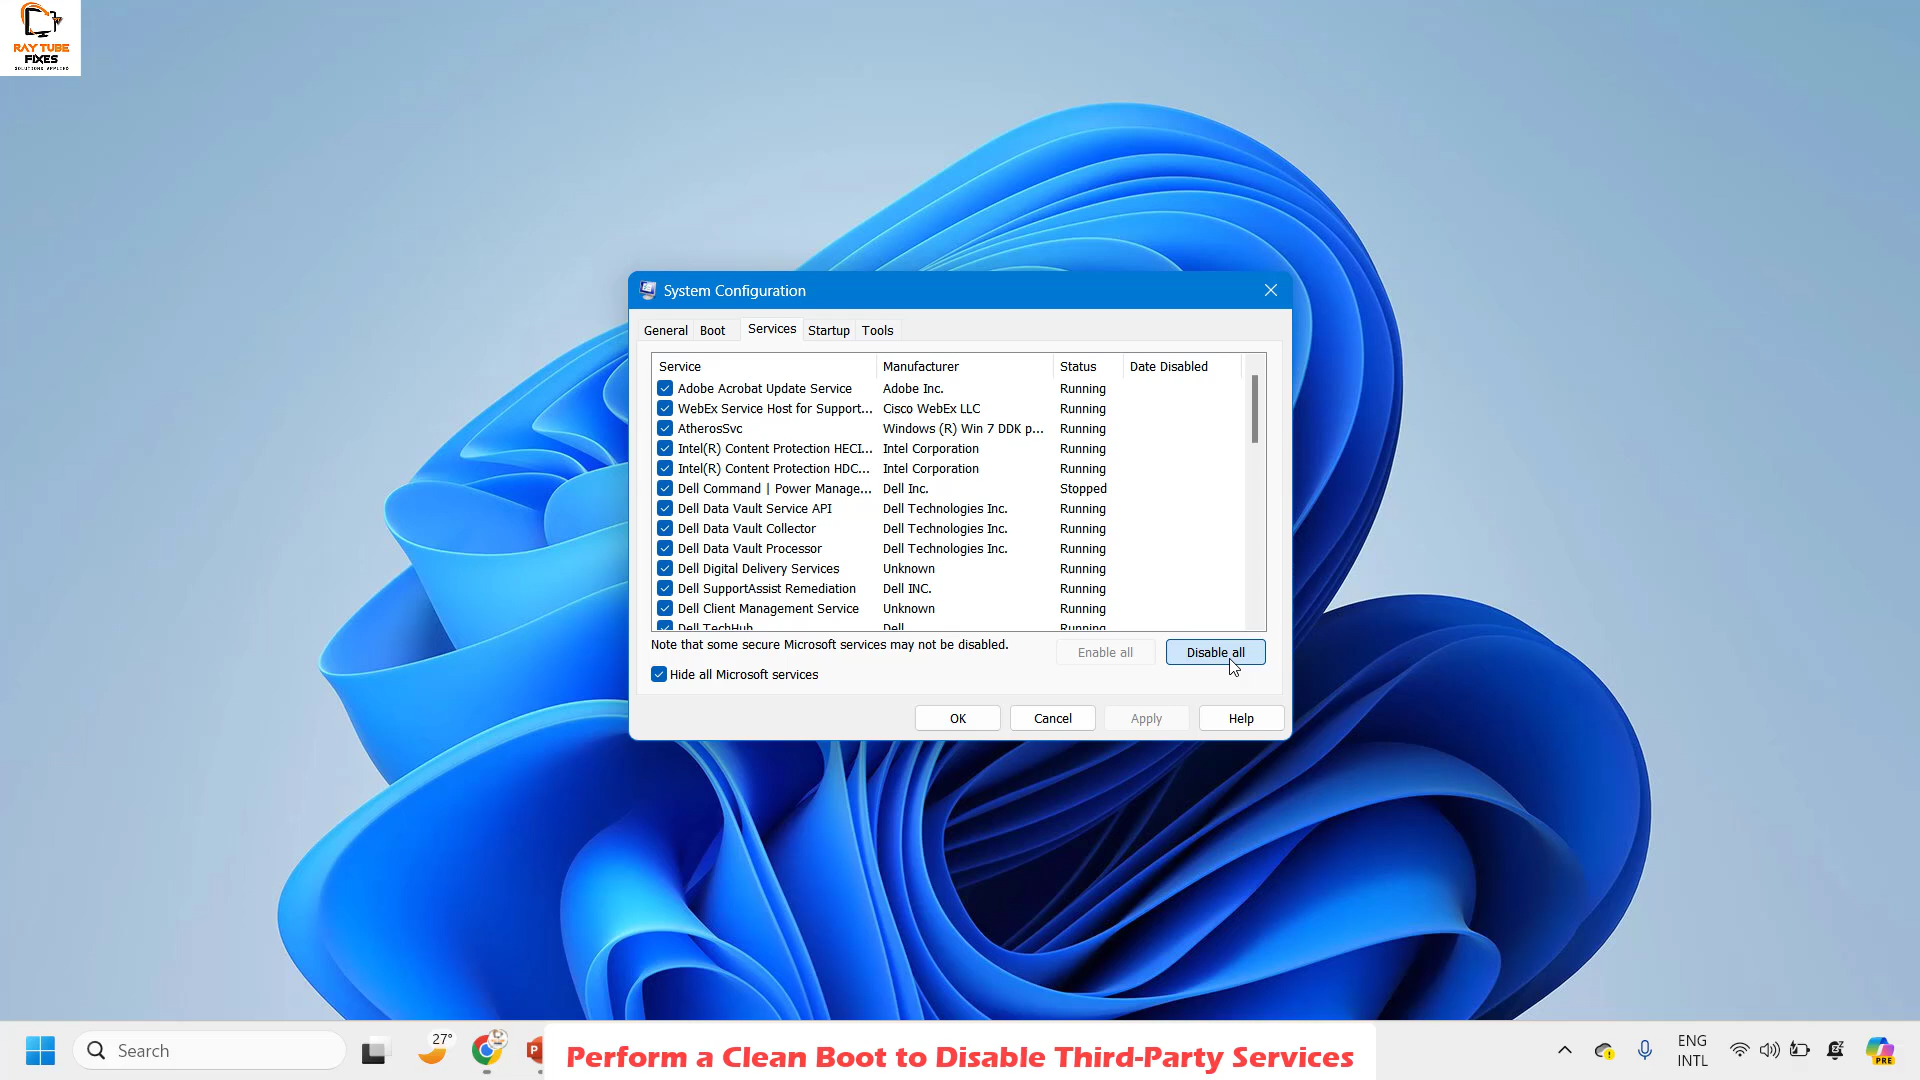 RAY TUBE
FIXES
SOLUTIONS APPLIED
System Configuration
General Boot Services Startup Tools
Service Manufacturer Status Date Disabled
Adobe Acrobat Update Service Adobe Inc. Running
WebEx Service Host for Support... Cisco WebEx LLC Running
AtherosSvc Windows (R) Win 7 DDK p... Running
Intel(R) Content Protection HECI... Intel Corporation Running
Intel(R) Content Protection HDC... Intel Corporation Running
Dell Command | Power Manage... Dell Inc. Stopped
Dell Data Vault Service API Dell Technologies Inc. Running
Dell Data Vault Collector Dell Technologies Inc. Running
Dell Data Vault Processor Dell Technologies Inc. Running
Dell Digital Delivery Services Unknown Running
Dell SupportAssist Remediation Dell INC. Running
Dell Client Management Service Unknown Running
Dell TechHub Dell Running
Note that some secure Microsoft services may not be disabled.
Enable all Disable all
Hide all Microsoft services
OK Cancel Apply Help
Search
27°
Perform a Clean Boot to Disable Third-Party Services
ENG
INTL
PRE